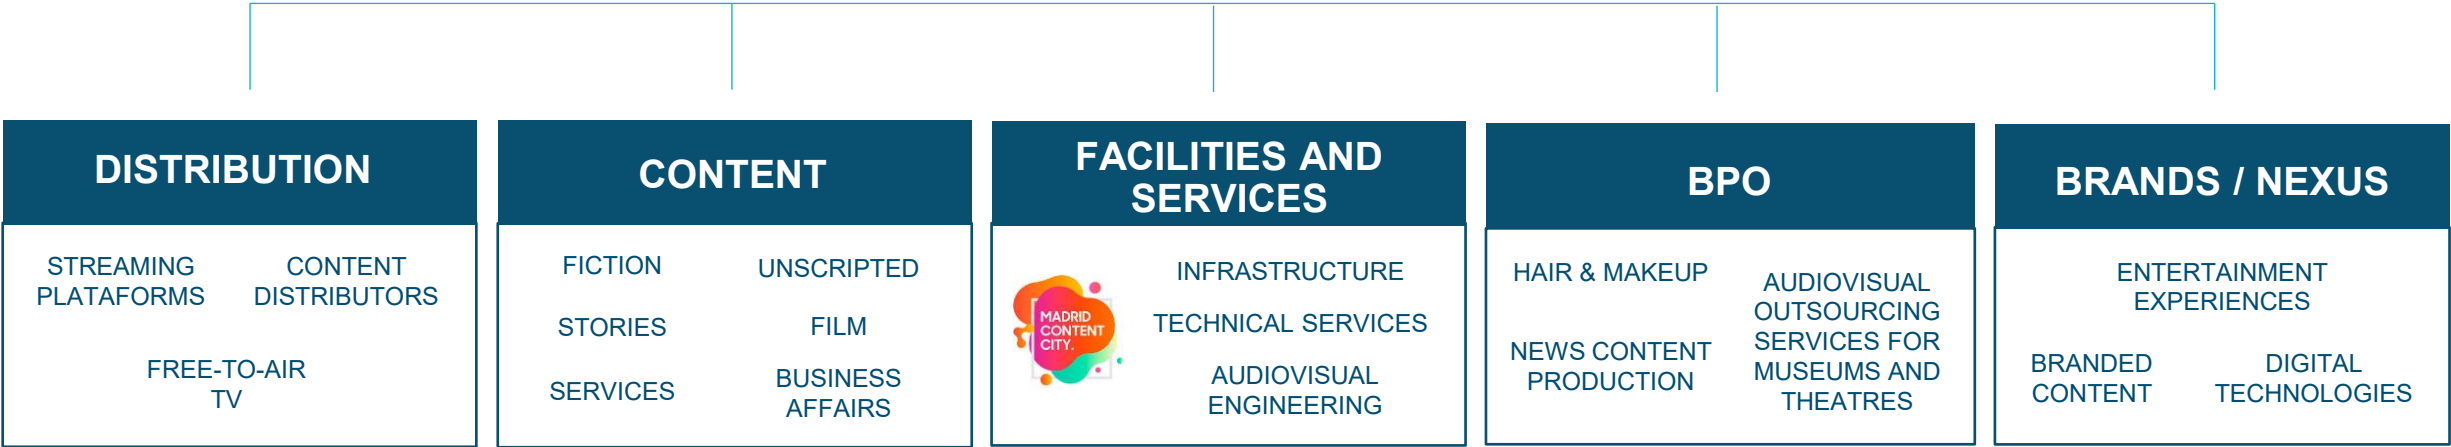 DISTRIBUTION
STREAMING
PLATAFORMS
CONTENT
DISTRIBUTORS
FREE-TO-AIR
TV
CONTENT
FICTION
UNSCRIPTED
STORIES
FILM
SERVICES
BUSINESS
AFFAIRS
FACILITIES AND
SERVICES
MADRID
CONTENT
CITY.
INFRASTRUCTURE
TECHNICAL SERVICES
AUDIOVISUAL
ENGINEERING
BPO
HAIR & MAKEUP
NEWS CONTENT
PRODUCTION
AUDIOVISUAL
OUTSOURCING
SERVICES FOR
MUSEUMS AND
THEATRES
BRANDS / NEXUS
ENTERTAINMENT
EXPERIENCES
BRANDED
CONTENT
DIGITAL
TECHNOLOGIES